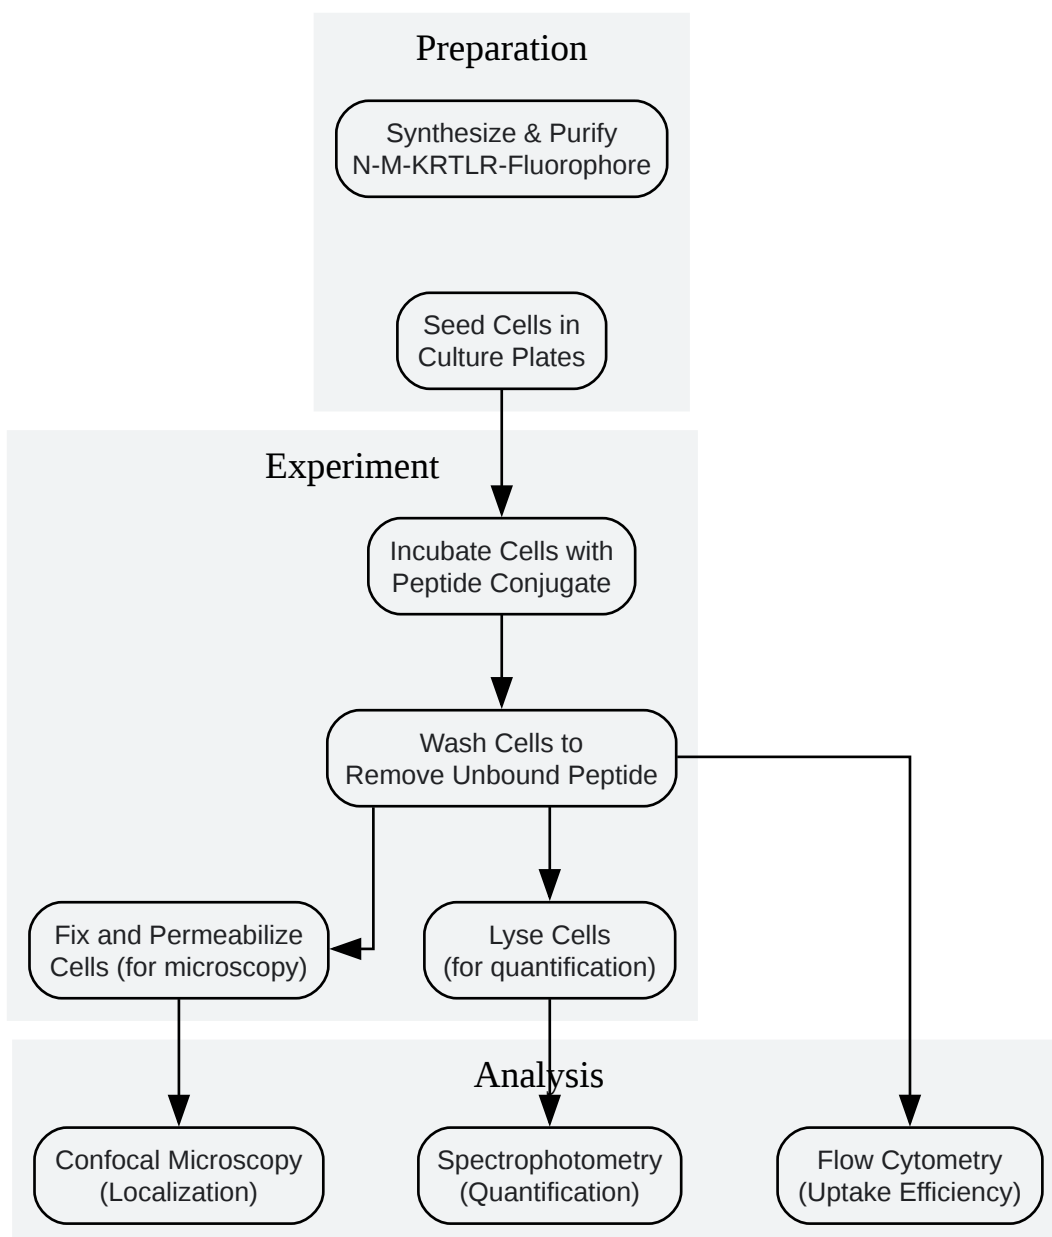 Preparation
Synthesize & Purify
N-M-KRTLR-Fluorophore
Seed Cells in
Culture Plates
Experiment
Incubate Cells with
Peptide Conjugate
Wash Cells to
Remove Unbound Peptide
Fix and Permeabilize
Cells (for microscopy)
Lyse Cells
(for quantification)
Analysis
Confocal Microscopy
(Localization)
Spectrophotometry
(Quantification)
Flow Cytometry
(Uptake Efficiency)